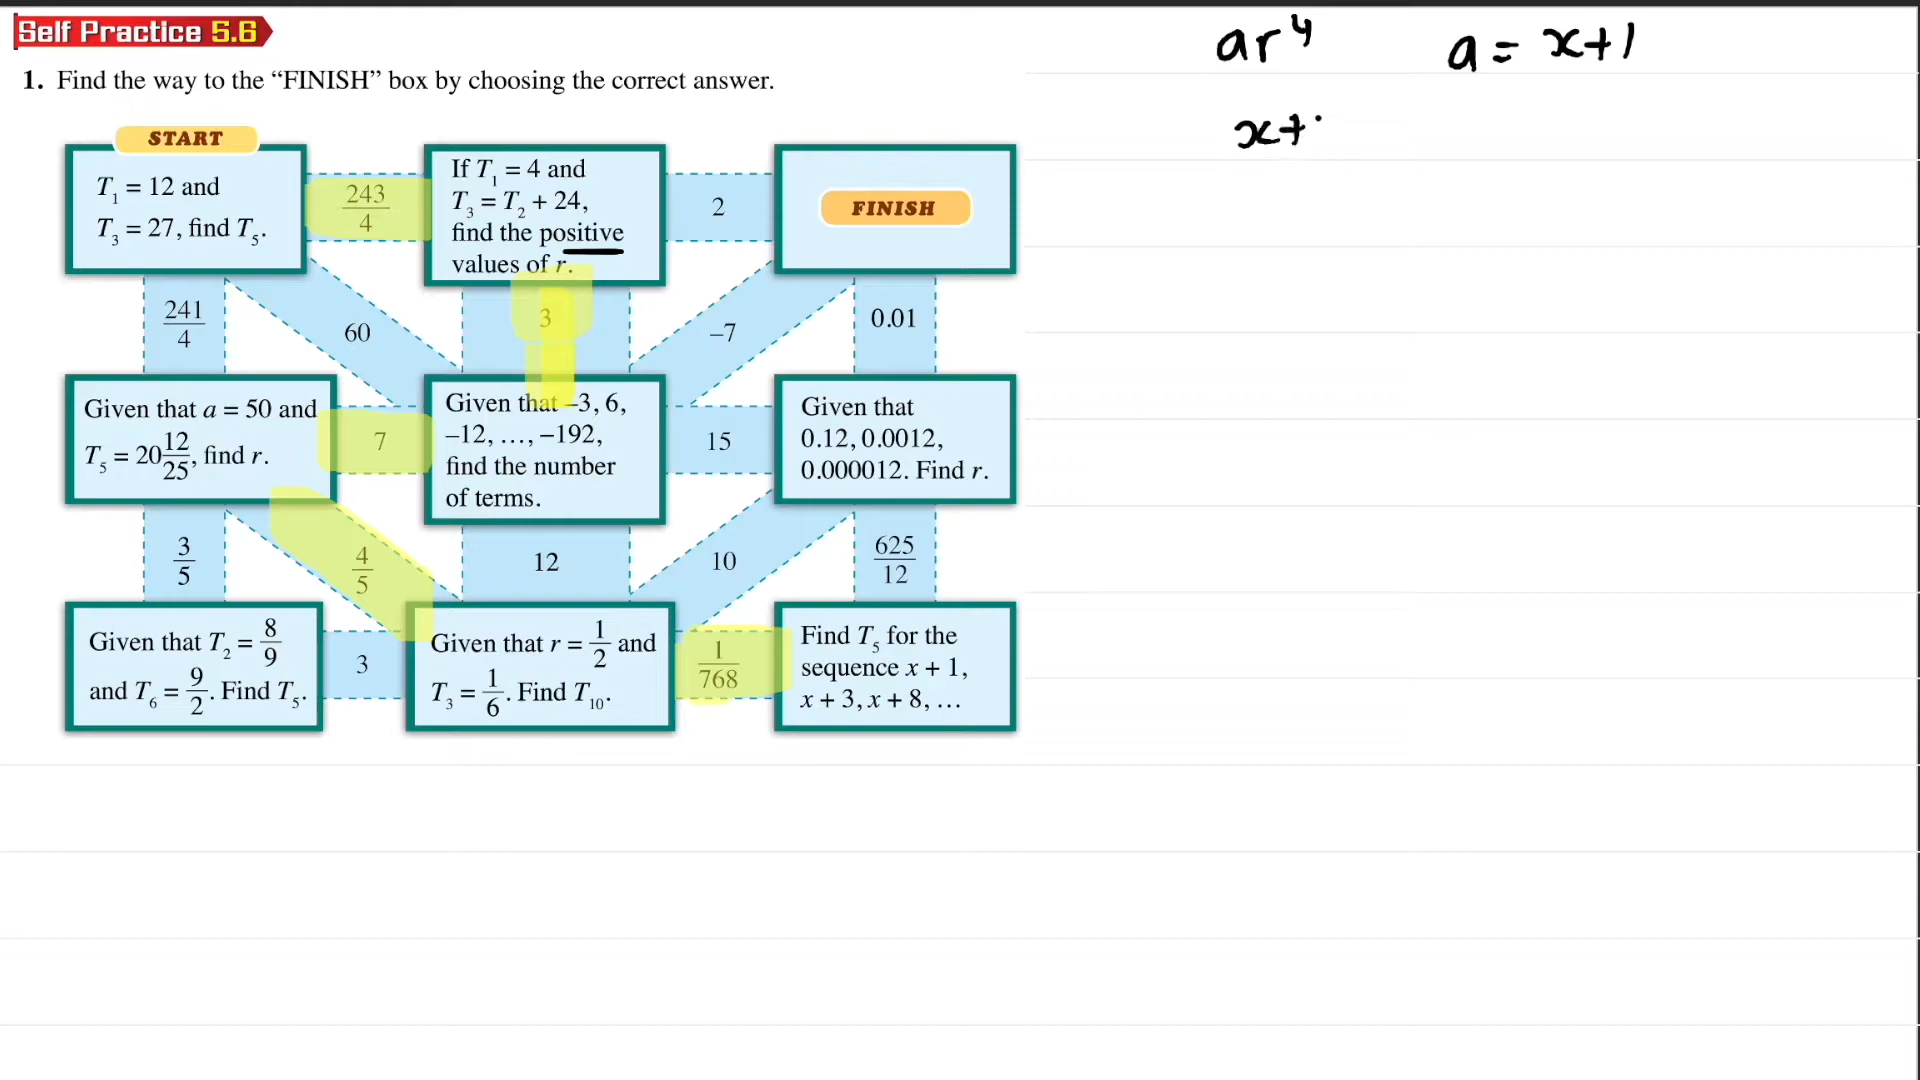 Self Practice 5.6
1. Find the way to the “FINISH” box by choosing the correct answer.
START
T₁ = 12 and
T₃ = 27, find T₅.
243/4
If T₁ = 4 and
T₃ = T₂ + 24,
find the positive
values of r.
2
FINISH
241/4
60
3
–7
0.01
Given that a = 50 and
T₅ = 20 12/25, find r.
7
Given that –3, 6,
–12, …, −192,
find the number
of terms.
15
Given that
0.12, 0.0012,
0.000012. Find r.
3/5
4/5
12
10
625/12
Given that T₂ = 8/9
and T₆ = 9/2. Find T₅.
3
Given that r = 1/2 and
T₃ = 1/6. Find T₁₀.
1/768
Find T₅ for the
sequence x + 1,
x + 3, x + 8, …
ar⁴
a = x+1
x+